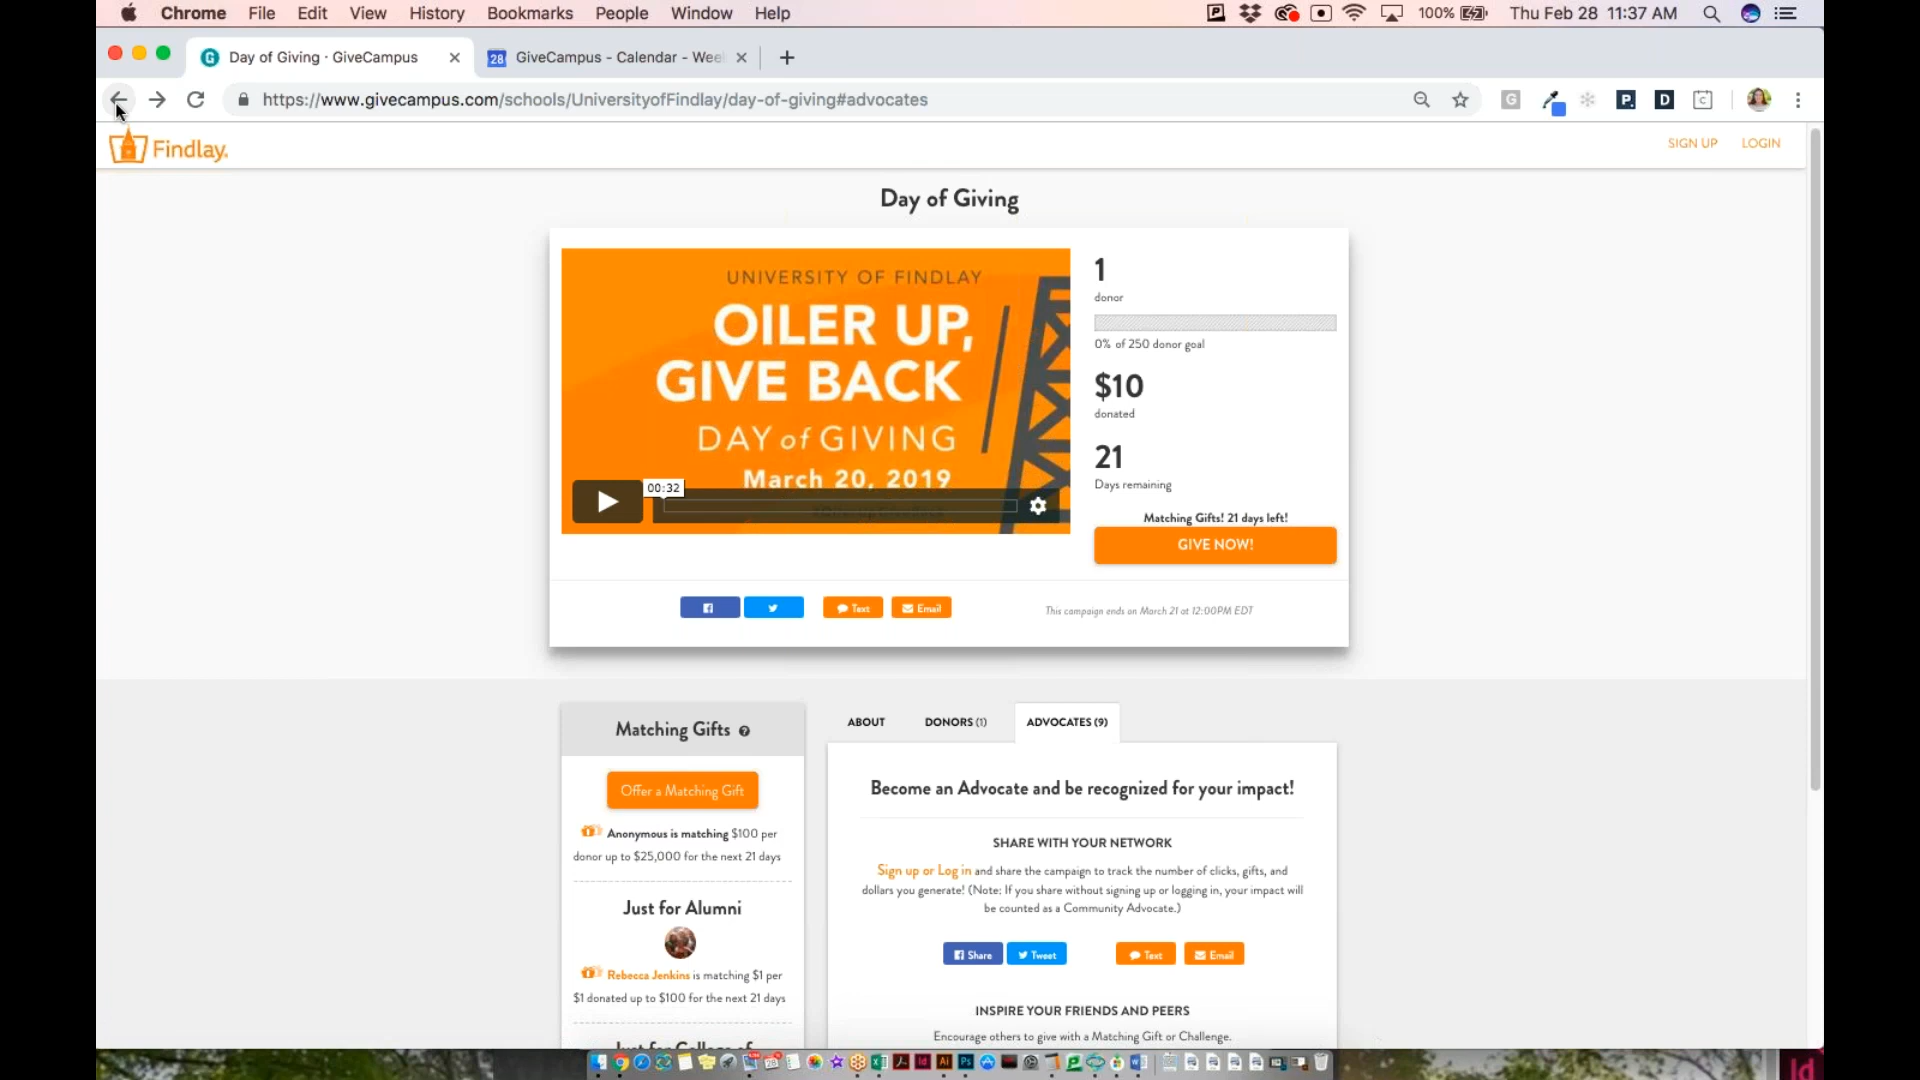 Chrome File Edit View History Bookmarks People Window Help 100% Thu Feb 28 11:37 AM
Day of Giving · GiveCampus GiveCampus - Calendar - Wee
https://www.givecampus.com/schools/UniversityofFindlay/day-of-giving#advocates
Findlay. SIGN UP LOGIN
Day of Giving
UNIVERSITY OF FINDLAY
OILER UP,
GIVE BACK
DAY of GIVING
March 20, 2019
00:32
1
donor
0% of 250 donor goal
$10
donated
21
Days remaining
Matching Gifts! 21 days left!
GIVE NOW!
Text Email
This campaign ends on March 21 at 12:00PM EDT
Matching Gifts ?
Offer a Matching Gift
Anonymous is matching $100 per
donor up to $25,000 for the next 21 days
Just for Alumni
Rebecca Jenkins is matching $1 per
$1 donated up to $100 for the next 21 days
Just for College of
ABOUT DONORS (1) ADVOCATES (9)
Become an Advocate and be recognized for your impact!
SHARE WITH YOUR NETWORK
Sign up or Log in and share the campaign to track the number of clicks, gifts, and
dollars you generate! (Note: If you share without signing up or logging in, your impact will
be counted as a Community Advocate.)
Share Tweet Text Email
INSPIRE YOUR FRIENDS AND PEERS
Encourage others to give with a Matching Gift or Challenge.
Id